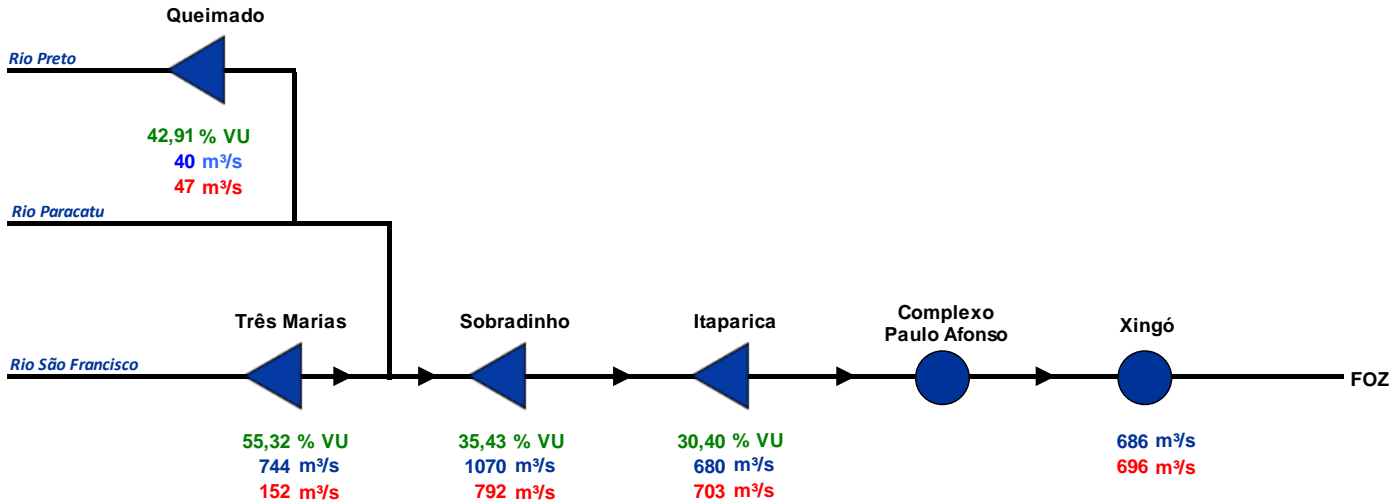 Queimado
Rio Preto
42,91 % VU
40 m³/s
47 m³/s
Rio Paracatu
Três Marias
Sobradinho
Itaparica
Complexo
Paulo Afonso
Xingó
Rio São Francisco
FOZ
55,32 % VU
744 m³/s
152 m³/s
35,43 % VU
1070 m³/s
792 m³/s
30,40 % VU
680 m³/s
703 m³/s
686 m³/s
696 m³/s